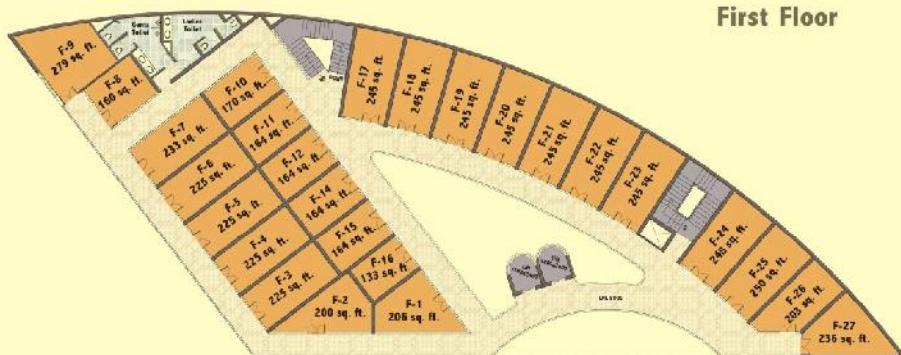 First Floor
Gents
Toilet
Ladies
Toilet
F-9
279 sq. ft.
F-8
160 sq. ft.
F-10
170 sq. ft.
F-7
233 sq. ft.
F-11
164 sq. ft.
F-6
225 sq. ft.
F-12
164 sq. ft.
F-5
225 sq. ft.
F-14
164 sq. ft.
F-4
225 sq. ft.
F-15
164 sq. ft.
F-3
225 sq. ft.
F-16
133 sq. ft.
F-2
200 sq. ft.
F-1
206 sq. ft.
F-17
245 sq. ft.
F-18
245 sq. ft.
F-19
245 sq. ft.
F-20
245 sq. ft.
F-21
245 sq. ft.
F-22
245 sq. ft.
F-23
245 sq. ft.
F-24
245 sq. ft.
F-25
250 sq. ft.
F-26
203 sq. ft.
F-27
236 sq. ft.